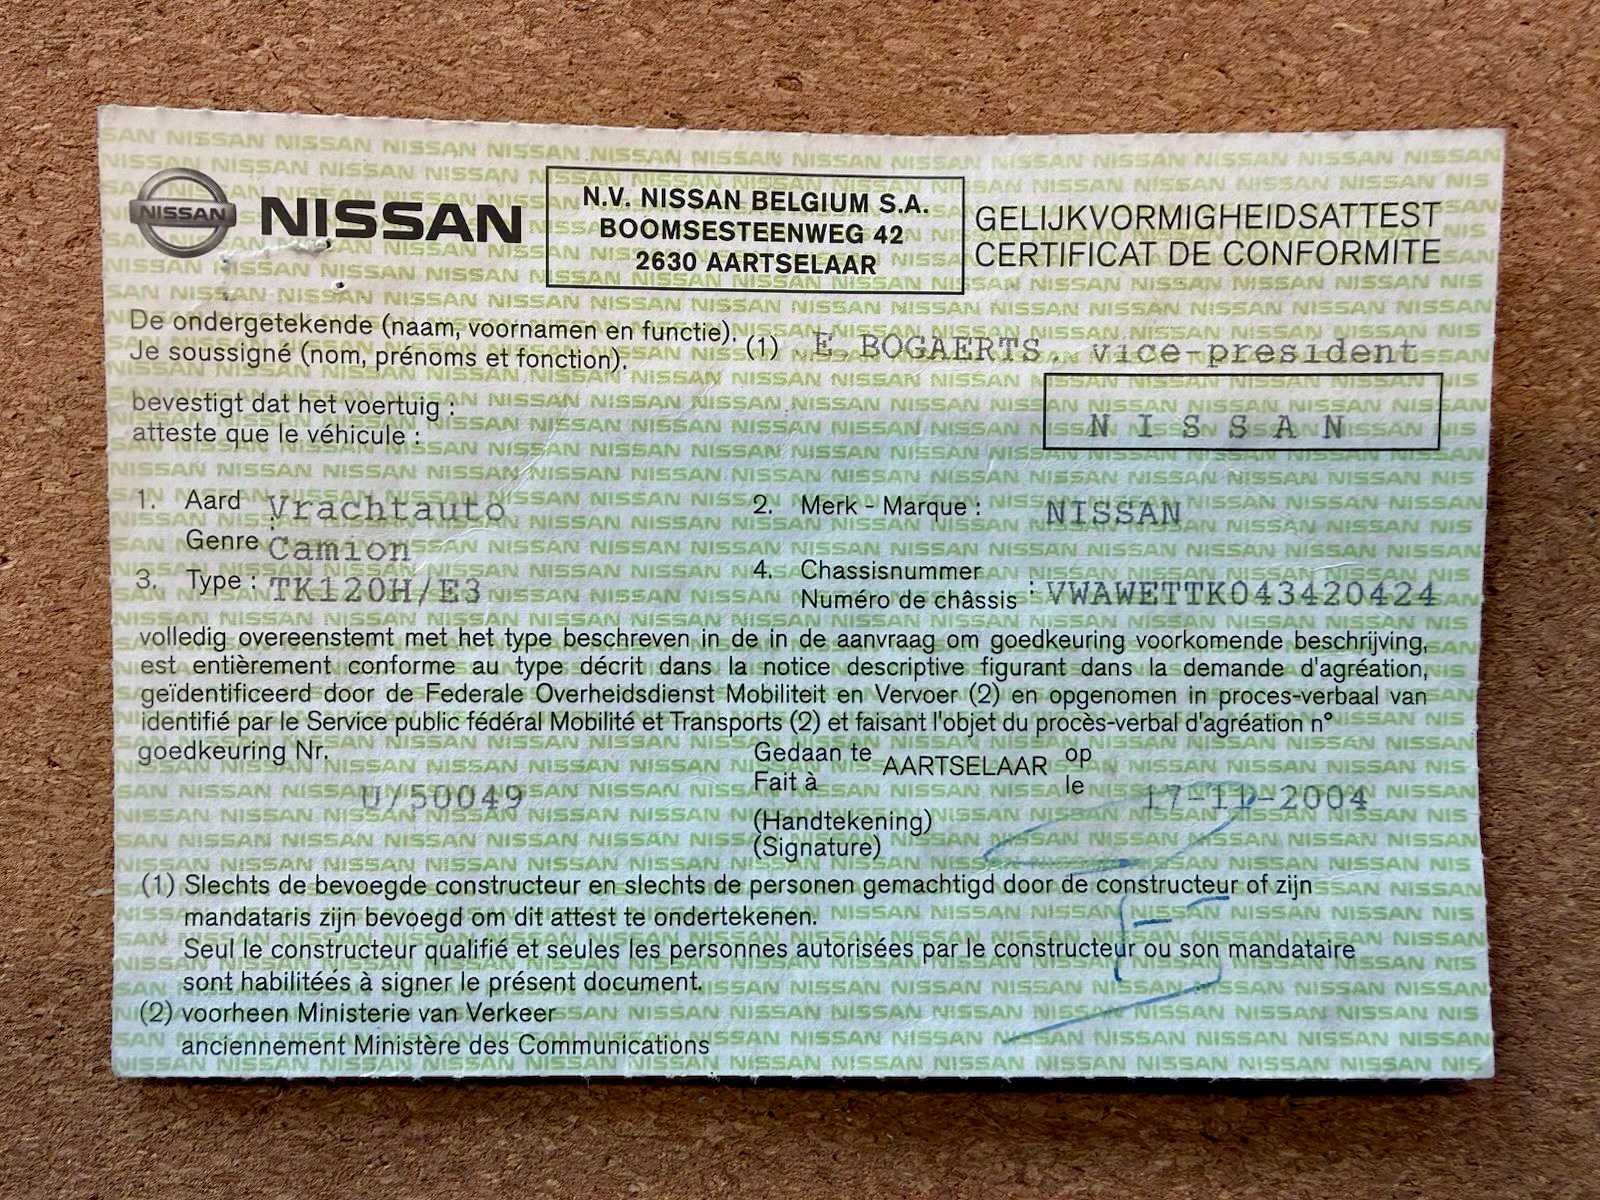 NISSAN
NISSAN
N.V. NISSAN BELGIUM S.A.
BOOMSESTEENWEG 42
2630 AARTSELAAR
GELIJKVORMIGHEIDSATTEST
CERTIFICAT DE CONFORMITE
De ondergetekende (naam, voornamen en functie).
Je soussigné (nom, prénoms et fonction).
(1) E. BOGAERTS, vice-president
bevestigt dat het voertuig :
atteste que le véhicule :
N I S S A N
1. Aard Vrachtauto
Genre : Camion
2. Merk - Marque : NISSAN
3. Type : TK120H/E3
4. Chassisnummer
Numéro de châssis : VWAWETTK043420424
volledig overeenstemt met het type beschreven in de in de aanvraag om goedkeuring voorkomende beschrijving,
est entièrement conforme au type décrit dans la notice descriptive figurant dans la demande d'agréation,
geïdentificeerd door de Federale Overheidsdienst Mobiliteit en Vervoer (2) en opgenomen in proces-verbaal van
identifié par le Service public fédéral Mobilité et Transports (2) et faisant l'objet du procès-verbal d'agréation n°
goedkeuring Nr.
U/50049
Gedaan te AARTSELAAR op
Fait à le 17-11-2004
(Handtekening)
(Signature)
(1) Slechts de bevoegde constructeur en slechts de personen gemachtigd door de constructeur of zijn
mandataris zijn bevoegd om dit attest te ondertekenen.
Seul le constructeur qualifié et seules les personnes autorisées par le constructeur ou son mandataire
sont habilitéés à signer le présent document.
(2) voorheen Ministerie van Verkeer
anciennement Ministère des Communications